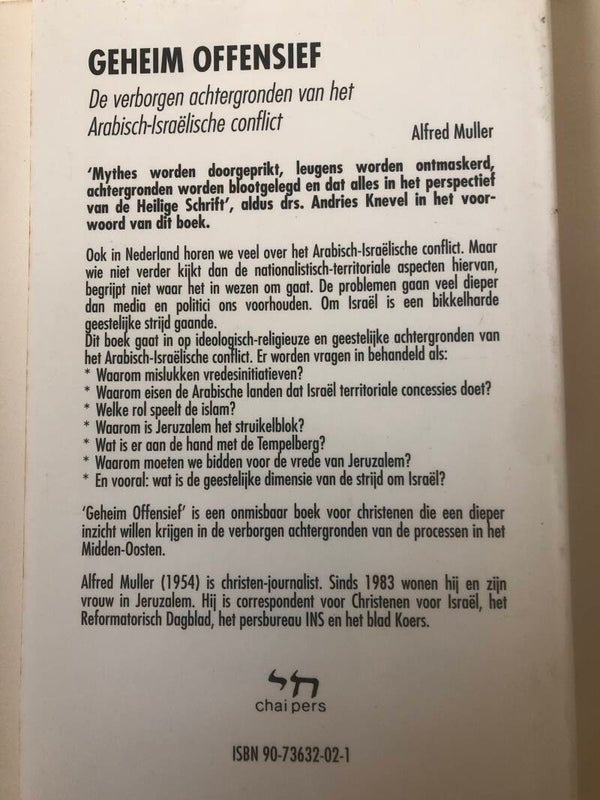 GEHEIM OFFENSIEF
De verborgen achtergronden van het
Arabisch-Israëlische conflict
Alfred Muller
'Mythes worden doorgeprikt, leugens worden ontmaskerd,
achtergronden worden blootgelegd en dat alles in het perspectief
van de Heilige Schrift', aldus drs. Andries Knevel in het voor-
woord van dit boek.
Ook in Nederland horen we veel over het Arabisch-Israëlische conflict. Maar
wie niet verder kijkt dan de nationalistisch-territoriale aspecten hiervan,
begrijpt niet waar het in wezen om gaat. De problemen gaan veel dieper
dan media en politici ons voorhouden. Om Israël is een bikkelharde
geestelijke strijd gaande.
Dit boek gaat in op ideologisch-religieuze en geestelijke achtergronden van
het Arabisch-Israëlische conflict. Er worden vragen in behandeld als:
* Waarom mislukken vredesinitiatieven?
* Waarom eisen de Arabische landen dat Israël territoriale concessies doet?
* Welke rol speelt de islam?
* Waarom is Jeruzalem het struikelblok?
* Wat is er aan de hand met de Tempelberg?
* Waarom moeten we bidden voor de vrede van Jeruzalem?
* En vooral: wat is de geestelijke dimensie van de strijd om Israël?
'Geheim Offensief' is een onmisbaar boek voor christenen die een dieper
inzicht willen krijgen in de verborgen achtergronden van de processen in het
Midden-Oosten.
Alfred Muller (1954) is christen-journalist. Sinds 1983 wonen hij en zijn
vrouw in Jeruzalem. Hij is correspondent voor Christenen voor Israël, het
Reformatorisch Dagblad, het persbureau INS en het blad Koers.
חי
chai pers
ISBN 90-73632-02-1